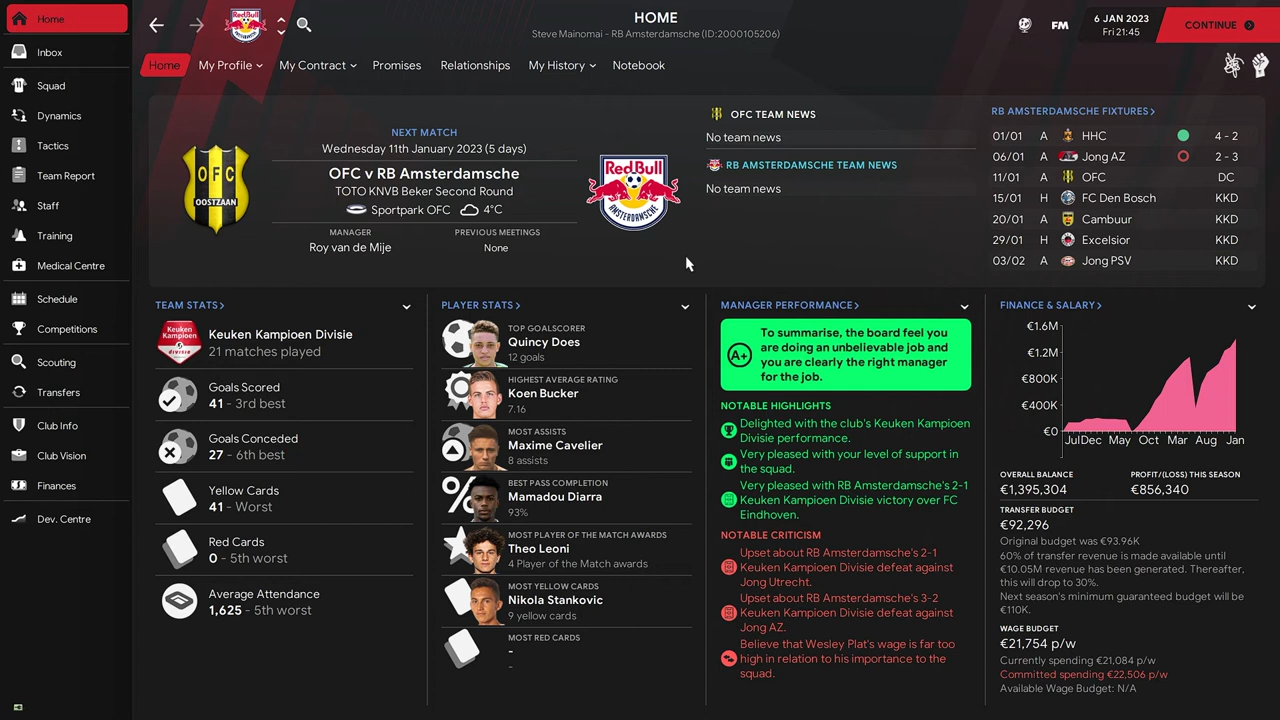 HOME
Steve Mainomai - RB Amsterdamsche (ID:2000105206)
FM
6 JAN 2023
Fri 21:45
CONTINUE
Home
Inbox
Squad
Dynamics
Tactics
Team Report
Staff
Training
Medical Centre
Schedule
Competitions
Scouting
Transfers
Club Info
Club Vision
Finances
Dev. Centre
Home
My Profile
My Contract
Promises
Relationships
My History
Notebook
OFC
OOSTZAAN
NEXT MATCH
Wednesday 11th January 2023 (5 days)
OFC v RB Amsterdamsche
TOTO KNVB Beker Second Round
Sportpark OFC
4°C
MANAGER
Roy van de Mije
PREVIOUS MEETINGS
None
Red Bull
AMSTERDAMSCHE
OFC TEAM NEWS
No team news
RB AMSTERDAMSCHE TEAM NEWS
No team news
RB AMSTERDAMSCHE FIXTURES
01/01 A HHC 4 - 2
06/01 A Jong AZ 2 - 3
11/01 A OFC DC
15/01 H FC Den Bosch KKD
20/01 A Cambuur KKD
29/01 H Excelsior KKD
03/02 A Jong PSV KKD
TEAM STATS
Keuken Kampioen divisie
Keuken Kampioen Divisie
21 matches played
Goals Scored
41 - 3rd best
Goals Conceded
27 - 6th best
Yellow Cards
41 - Worst
Red Cards
0 - 5th worst
Average Attendance
1,625 - 5th worst
PLAYER STATS
TOP GOALSCORER
Quincy Does
12 goals
HIGHEST AVERAGE RATING
Koen Bucker
7.16
MOST ASSISTS
Maxime Cavelier
8 assists
BEST PASS COMPLETION
Mamadou Diarra
93%
MOST PLAYER OF THE MATCH AWARDS
Theo Leoni
4 Player of the Match awards
MOST YELLOW CARDS
Nikola Stankovic
9 yellow cards
MOST RED CARDS
-
-
MANAGER PERFORMANCE
A+
To summarise, the board feel you
are doing an unbelievable job and
you are clearly the right manager
for the job.
NOTABLE HIGHLIGHTS
Delighted with the club's Keuken Kampioen
Divisie performance.
Very pleased with your level of support in
the squad.
Very pleased with RB Amsterdamsche's 2-1
Keuken Kampioen Divisie victory over FC
Eindhoven.
NOTABLE CRITICISM
Upset about RB Amsterdamsche's 2-1
Keuken Kampioen Divisie defeat against
Jong Utrecht.
Upset about RB Amsterdamsche's 3-2
Keuken Kampioen Divisie defeat against
Jong AZ.
Believe that Wesley Plat's wage is far too
high in relation to his importance to the
squad.
FINANCE & SALARY
€1.6M
€1.2M
€800K
€400K
€0
Jul Dec May Oct Mar Aug Jan
OVERALL BALANCE
€1,395,304
PROFIT/(LOSS) THIS SEASON
€856,340
TRANSFER BUDGET
€92,296
Original budget was €93.96K
60% of transfer revenue is made available until
€10.05M revenue has been generated. Thereafter,
this will drop to 30%.
Next season's minimum guaranteed budget will be
€110K.
WAGE BUDGET
€21,754 p/w
Currently spending €21,084 p/w
Committed spending €22,506 p/w
Available Wage Budget: N/A